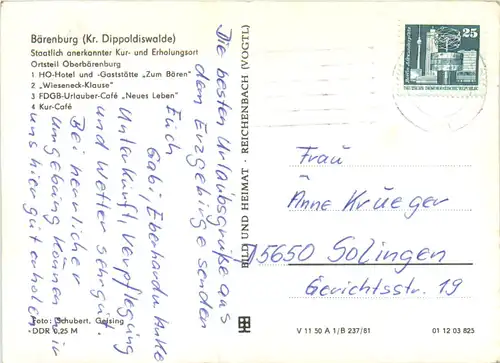 Bärenburg (Kr. Dippoldiswalde)
Staatlich anerkannter Kur- und Erholungsort
Ortsteil Oberbärenburg
1 HO-Hotel und -Gaststätte „Zum Bären"
2 „Wieseneck-Klause"
3 FDGB-Urlauber-Café „Neues Leben"
4 Kur-Café
Foto: Schubert, Geising
DDR 0,25 M
Die besten Urlaubsgrüße aus
dem Erzgebirge senden
Euch
Gabi, Eberhard u. Anke
Unterkunft, Verpflegung
und Wetter sehr gut.
Bei herrlicher
Umgebung können wir
uns hier gut erholen.
BILD UND HEIMAT · REICHENBACH (VOGTL)
25
DEUTSCHE DEMOKRATISCHE REPUBLIK
Frau
Anne Krueger
15650 Solingen
Gerichtsstr. 19
V 11 50 A 1/B 237/81
01 12 03 825